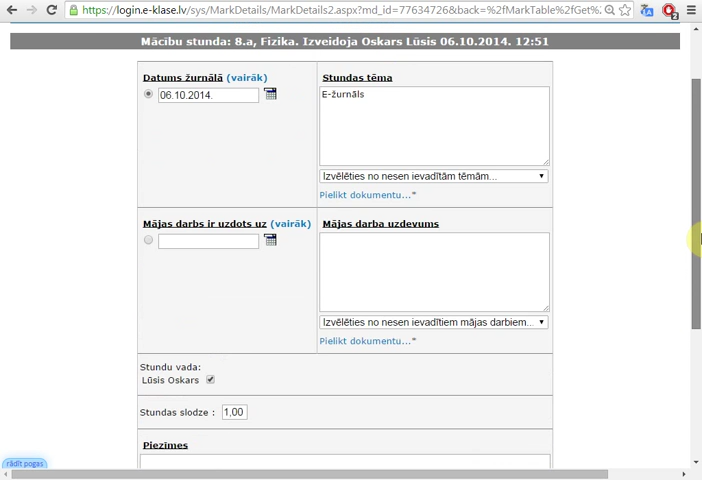 https://login.e-klase.lv/sys/MarkDetails/MarkDetails2.aspx?md_id=77634726&back=%2fMarkTable%2fGet%.
2
Mācību stunda: 8.a, Fizika. Izveidoja Oskars Lūsis 06.10.2014. 12:51
Datums žurnālā (vairāk)
Stundas tēma
06.10.2014.
E-žurnāls
Izvēlēties no nesen ievadītām tēmām...
Pielikt dokumentu...*
Mājas darbs ir uzdots uz (vairāk)
Mājas darba uzdevums
Izvēlēties no nesen ievadītiem mājas darbiem...
Pielikt dokumentu...*
Stundu vada:
Lūsis Oskars
Stundas slodze : 1,00
Piezīmes
rādīt pogas